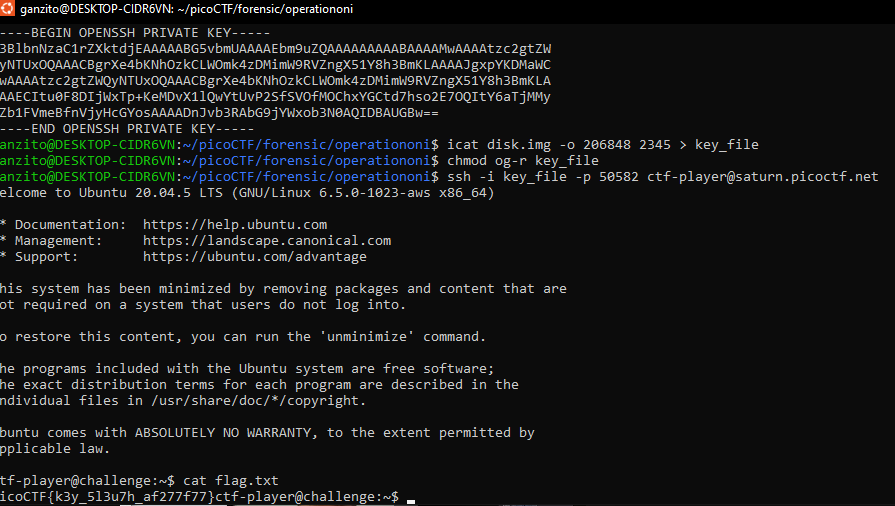 ganzito@DESKTOP-CIDR6VN: ~/picoCTF/forensic/operationoni
----BEGIN OPENSSH PRIVATE KEY-----
3BlbnNzaC1rZXktdjEAAAAABG5vbmUAAAAEbm9uZQAAAAAAAAABAAAAMwAAAAtzc2gtZW
yNTUxOQAAACBgrXe4bKNhOzkCLWOmk4zDMimW9RVZngX51Y8h3BmKLAAAAJgxpYKDMaWC
wAAAAtzc2gtZWQyNTUxOQAAACBgrXe4bKNhOzkCLWOmk4zDMimW9RVZngX51Y8h3BmKLA
AAECItu0F8DIjWxTp+KeMDvX1lQwYtUvP2SfSVOfMOChxYGCtd7hso2E7OQItY6aTjMMy
Zb1FVmeBfnVjyHcGYosAAAADnJvb3RAbG9jYWxob3N0AQIDBAUGBw==
----END OPENSSH PRIVATE KEY-----
anzito@DESKTOP-CIDR6VN:~/picoCTF/forensic/operationoni$ icat disk.img -o 206848 2345 > key_file
anzito@DESKTOP-CIDR6VN:~/picoCTF/forensic/operationoni$ chmod og-r key_file
anzito@DESKTOP-CIDR6VN:~/picoCTF/forensic/operationoni$ ssh -i key_file -p 50582 ctf-player@saturn.picoctf.net
elcome to Ubuntu 20.04.5 LTS (GNU/Linux 6.5.0-1023-aws x86_64)
* Documentation:  https://help.ubuntu.com
* Management:     https://landscape.canonical.com
* Support:        https://ubuntu.com/advantage
his system has been minimized by removing packages and content that are
ot required on a system that users do not log into.
o restore this content, you can run the 'unminimize' command.
he programs included with the Ubuntu system are free software;
he exact distribution terms for each program are described in the
ndividual files in /usr/share/doc/*/copyright.
buntu comes with ABSOLUTELY NO WARRANTY, to the extent permitted by
pplicable law.
tf-player@challenge:~$ cat flag.txt
icoCTF{k3y_5l3u7h_af277f77}ctf-player@challenge:~$